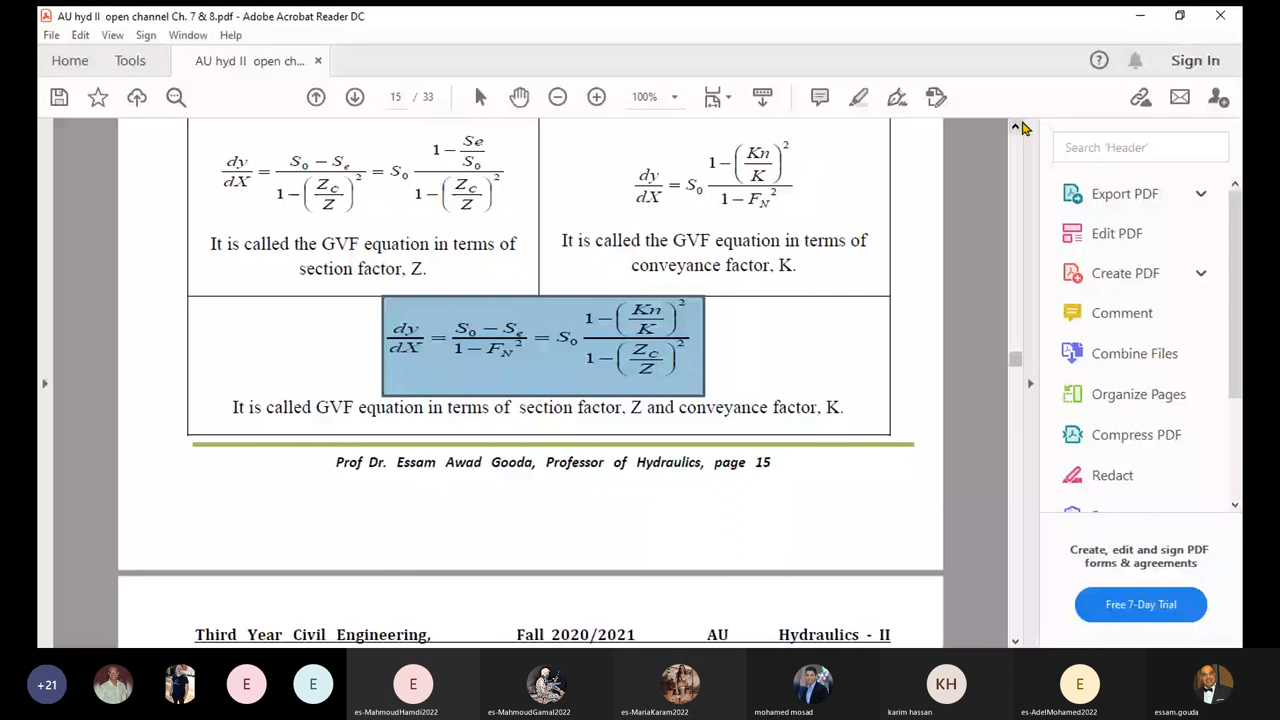 AU hyd II open channel Ch. 7 & 8.pdf - Adobe Acrobat Reader DC
File Edit View Sign Window Help
Home Tools AU hyd II open ch... × Sign In
15 / 33 100%
dy/dX = (S0 − Se)/(1 − (Zc/Z)^2) = S0 (1 − Se/S0)/(1 − (Zc/Z)^2)
It is called the GVF equation in terms of
section factor, Z.
dy/dX = S0 (1 − (Kn/K)^2)/(1 − FN^2)
It is called the GVF equation in terms of
conveyance factor, K.
dy/dX = (S0 − Se)/(1 − FN^2) = S0 (1 − (Kn/K)^2)/(1 − (Zc/Z)^2)
It is called GVF equation in terms of section factor, Z and conveyance factor, K.
Prof Dr. Essam Awad Gooda, Professor of Hydraulics, page 15
Third Year Civil Engineering, Fall 2020/2021 AU Hydraulics - II
Search 'Header'
Export PDF
Edit PDF
Create PDF
Comment
Combine Files
Organize Pages
Compress PDF
Redact
Create, edit and sign PDF
forms & agreements
Free 7-Day Trial
+21 E E E KH E
es-MahmoudHamdi2022 es-MahmoudGamal2022 es-MariaKaram2022 mohamed mosad karim hassan es-AdelMohamed2022 essam.gouda